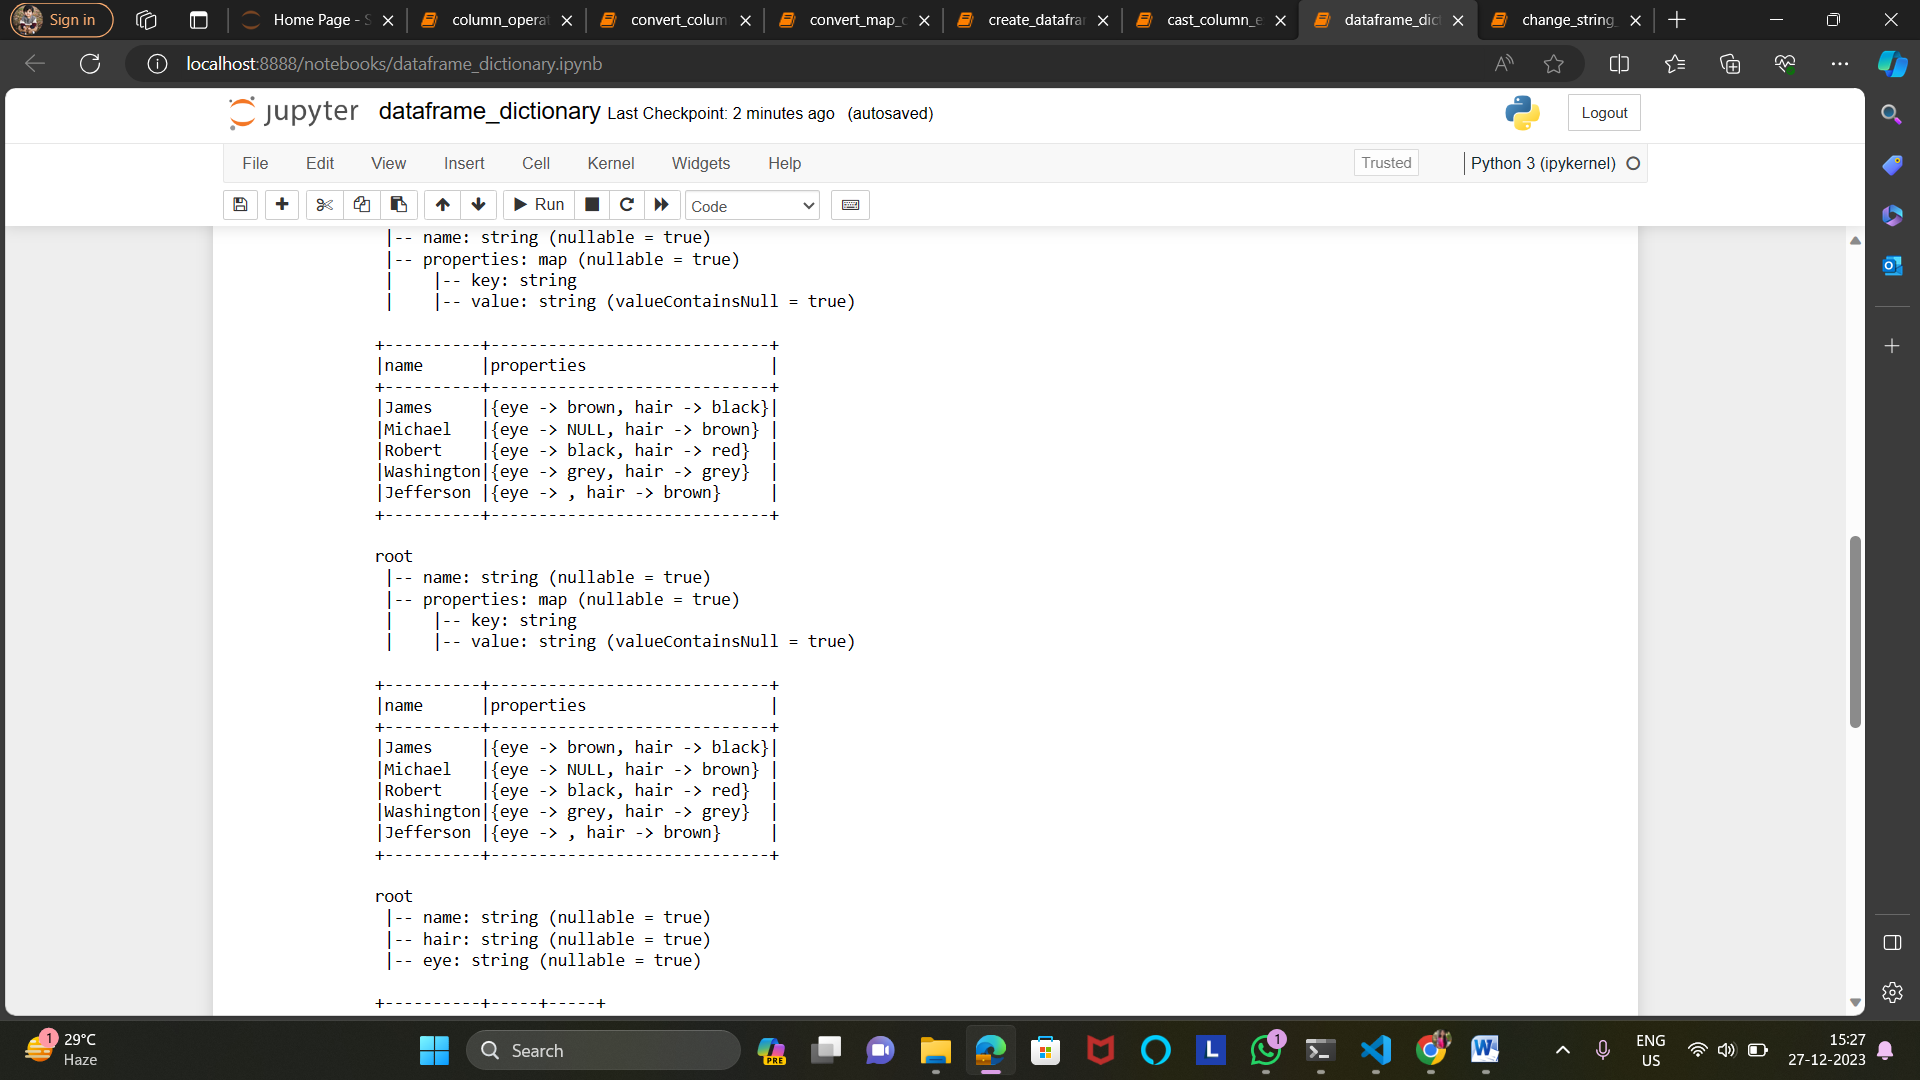 Sign in
Home Page - S
column_operat
convert_colum
convert_map_c
create_datafra
cast_column_e
dataframe_dict
change_string_
localhost:8888/notebooks/dataframe_dictionary.ipynb
jupyter dataframe_dictionary Last Checkpoint: 2 minutes ago (autosaved)
Logout
File Edit View Insert Cell Kernel Widgets Help
Trusted
Python 3 (ipykernel)
Run
Code
|-- name: string (nullable = true)
|-- properties: map (nullable = true)
|    |-- key: string
|    |-- value: string (valueContainsNull = true)
+----------+-----------------------------+
|name      |properties                   |
+----------+-----------------------------+
|James     |{eye -> brown, hair -> black}|
|Michael   |{eye -> NULL, hair -> brown} |
|Robert    |{eye -> black, hair -> red}  |
|Washington|{eye -> grey, hair -> grey}  |
|Jefferson |{eye -> , hair -> brown}     |
+----------+-----------------------------+
root
|-- name: string (nullable = true)
|-- properties: map (nullable = true)
|    |-- key: string
|    |-- value: string (valueContainsNull = true)
+----------+-----------------------------+
|name      |properties                   |
+----------+-----------------------------+
|James     |{eye -> brown, hair -> black}|
|Michael   |{eye -> NULL, hair -> brown} |
|Robert    |{eye -> black, hair -> red}  |
|Washington|{eye -> grey, hair -> grey}  |
|Jefferson |{eye -> , hair -> brown}     |
+----------+-----------------------------+
root
|-- name: string (nullable = true)
|-- hair: string (nullable = true)
|-- eye: string (nullable = true)
+----------+-----+-----+
1
29°C
Haze
Search
PRE
L
1
W
ENG
US
15:27
27-12-2023